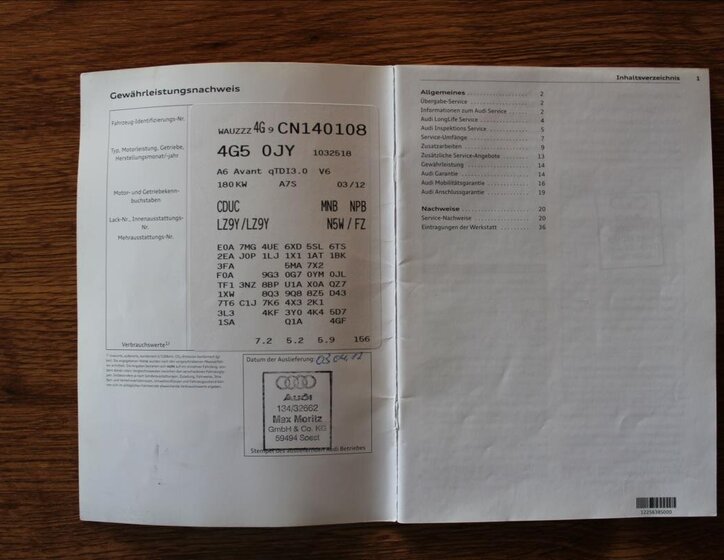 Gewährleistungsnachweis
Fahrzeug-Identifizierungs-Nr.
WAUZZZ 4G 9 CN140108
Typ, Motorleistung, Getriebe,
Herstellungsmonat/-jahr
4G5 0JY 1032518
A6 Avant qTDI3.0 V6
180KW A7S 03/12
Motor- und Getriebekenn-
buchstaben
CDUC MNB NPB
Lack-Nr., Innenausstattungs-
Nr.
LZ9Y/LZ9Y N5W / FZ
Mehrausstattungs-Nr.
E0A 7MG 4UE 6XD 5SL 6TS
2EA J0P 1LJ 1X1 1AT 1BK
3FA 5MA 7X2
F0A 9G3 0G7 0YM 0JL
TF1 3NZ 8BP U1A X0A QZ7
1XW 8Q3 9Q8 8Z5 D43
7T6 C1J 7K6 4X3 2K1
3L3 4KF 3Y0 4K4 5D7
1SA Q1A 4GF
Verbrauchswerte¹⁾ 7.2 5.2 5.9 156
Datum der Auslieferung:
Audi
134/32662
Max Moritz
GmbH & Co. KG
59494 Soest
Stempel des ausliefernden Audi Betriebes
Inhaltsverzeichnis 1
Allgemeines 2
Übergabe-Service 2
Informationen zum Audi Service 2
Audi LongLife Service 4
Audi Inspektions Service 5
Service-Umfänge 7
Zusatzarbeiten 9
Zusätzliche Service-Angebote 13
Gewährleistung 14
Audi Garantie 14
Audi Mobilitätsgarantie 16
Audi Anschlussgarantie 19
Nachweise 20
Service-Nachweise 20
Eintragungen der Werkstatt 36